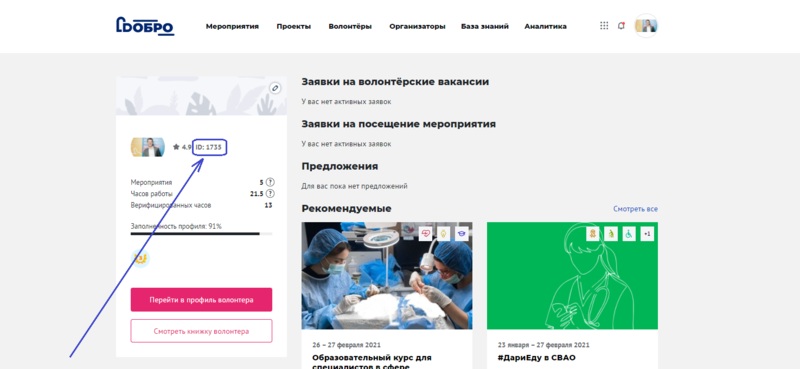 ДОБРО
Мероприятия Проекты Волонтёры Организаторы База знаний Аналитика
4.9 ID: 1735
Мероприятия 5 ?
Часов работы 21.5 ?
Верифицированных часов 13
Заполненность профиля: 91%
Перейти в профиль волонтера
Смотреть книжку волонтера
Заявки на волонтёрские вакансии
У вас нет активных заявок
Заявки на посещение мероприятия
У вас нет активных заявок
Предложения
Для вас пока нет предложений
Рекомендуемые Смотреть все
+1
26 – 27 февраля 2021
Образовательный курс для
специалистов в сфере
23 января – 27 февраля 2021
#ДариЕду в СВАО